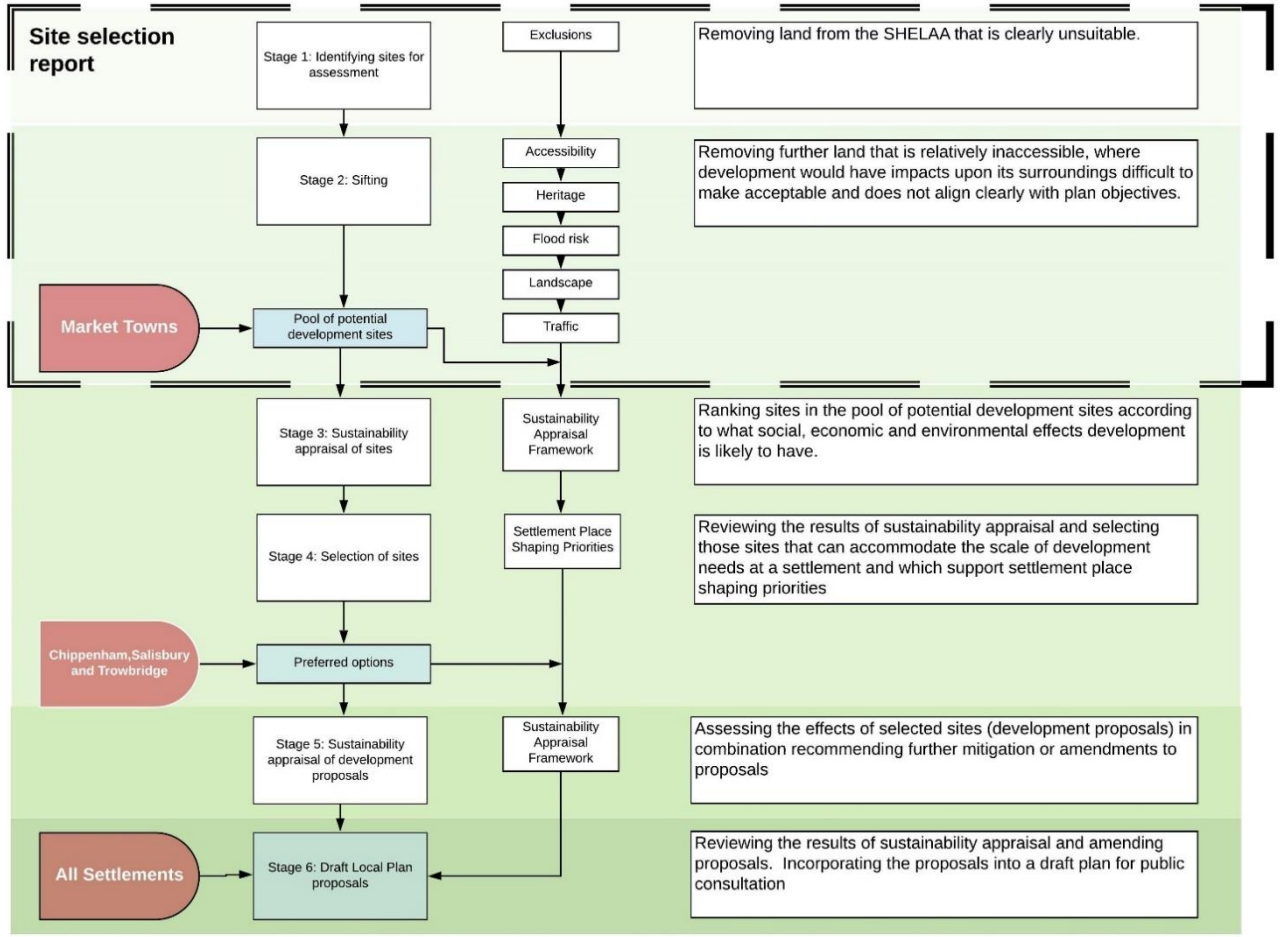 Site selection
report
Stage 1: Identifying sites for
assessment
Exclusions
Removing land from the SHELAA that is clearly unsuitable.
Stage 2: Sifting
Accessibility
Heritage
Flood risk
Landscape
Traffic
Removing further land that is relatively inaccessible, where
development would have impacts upon its surroundings difficult to
make acceptable and does not align clearly with plan objectives.
Market Towns
Pool of potential
development sites
Stage 3: Sustainability
appraisal of sites
Sustainability
Appraisal
Framework
Ranking sites in the pool of potential development sites according
to what social, economic and environmental effects development
is likely to have.
Stage 4: Selection of sites
Settlement Place
Shaping Priorities
Reviewing the results of sustainability appraisal and selecting
those sites that can accommodate the scale of development
needs at a settlement and which support settlement place
shaping priorities
Chippenham,Salisbury
and Trowbridge
Preferred options
Stage 5: Sustainability
appraisal of development
proposals
Sustainability
Appraisal
Framework
Assessing the effects of selected sites (development proposals) in
combination recommending further mitigation or amendments to
proposals
All Settlements
Stage 6: Draft Local Plan
proposals
Reviewing the results of sustainability appraisal and amending
proposals.  Incorporating the proposals into a draft plan for public
consultation